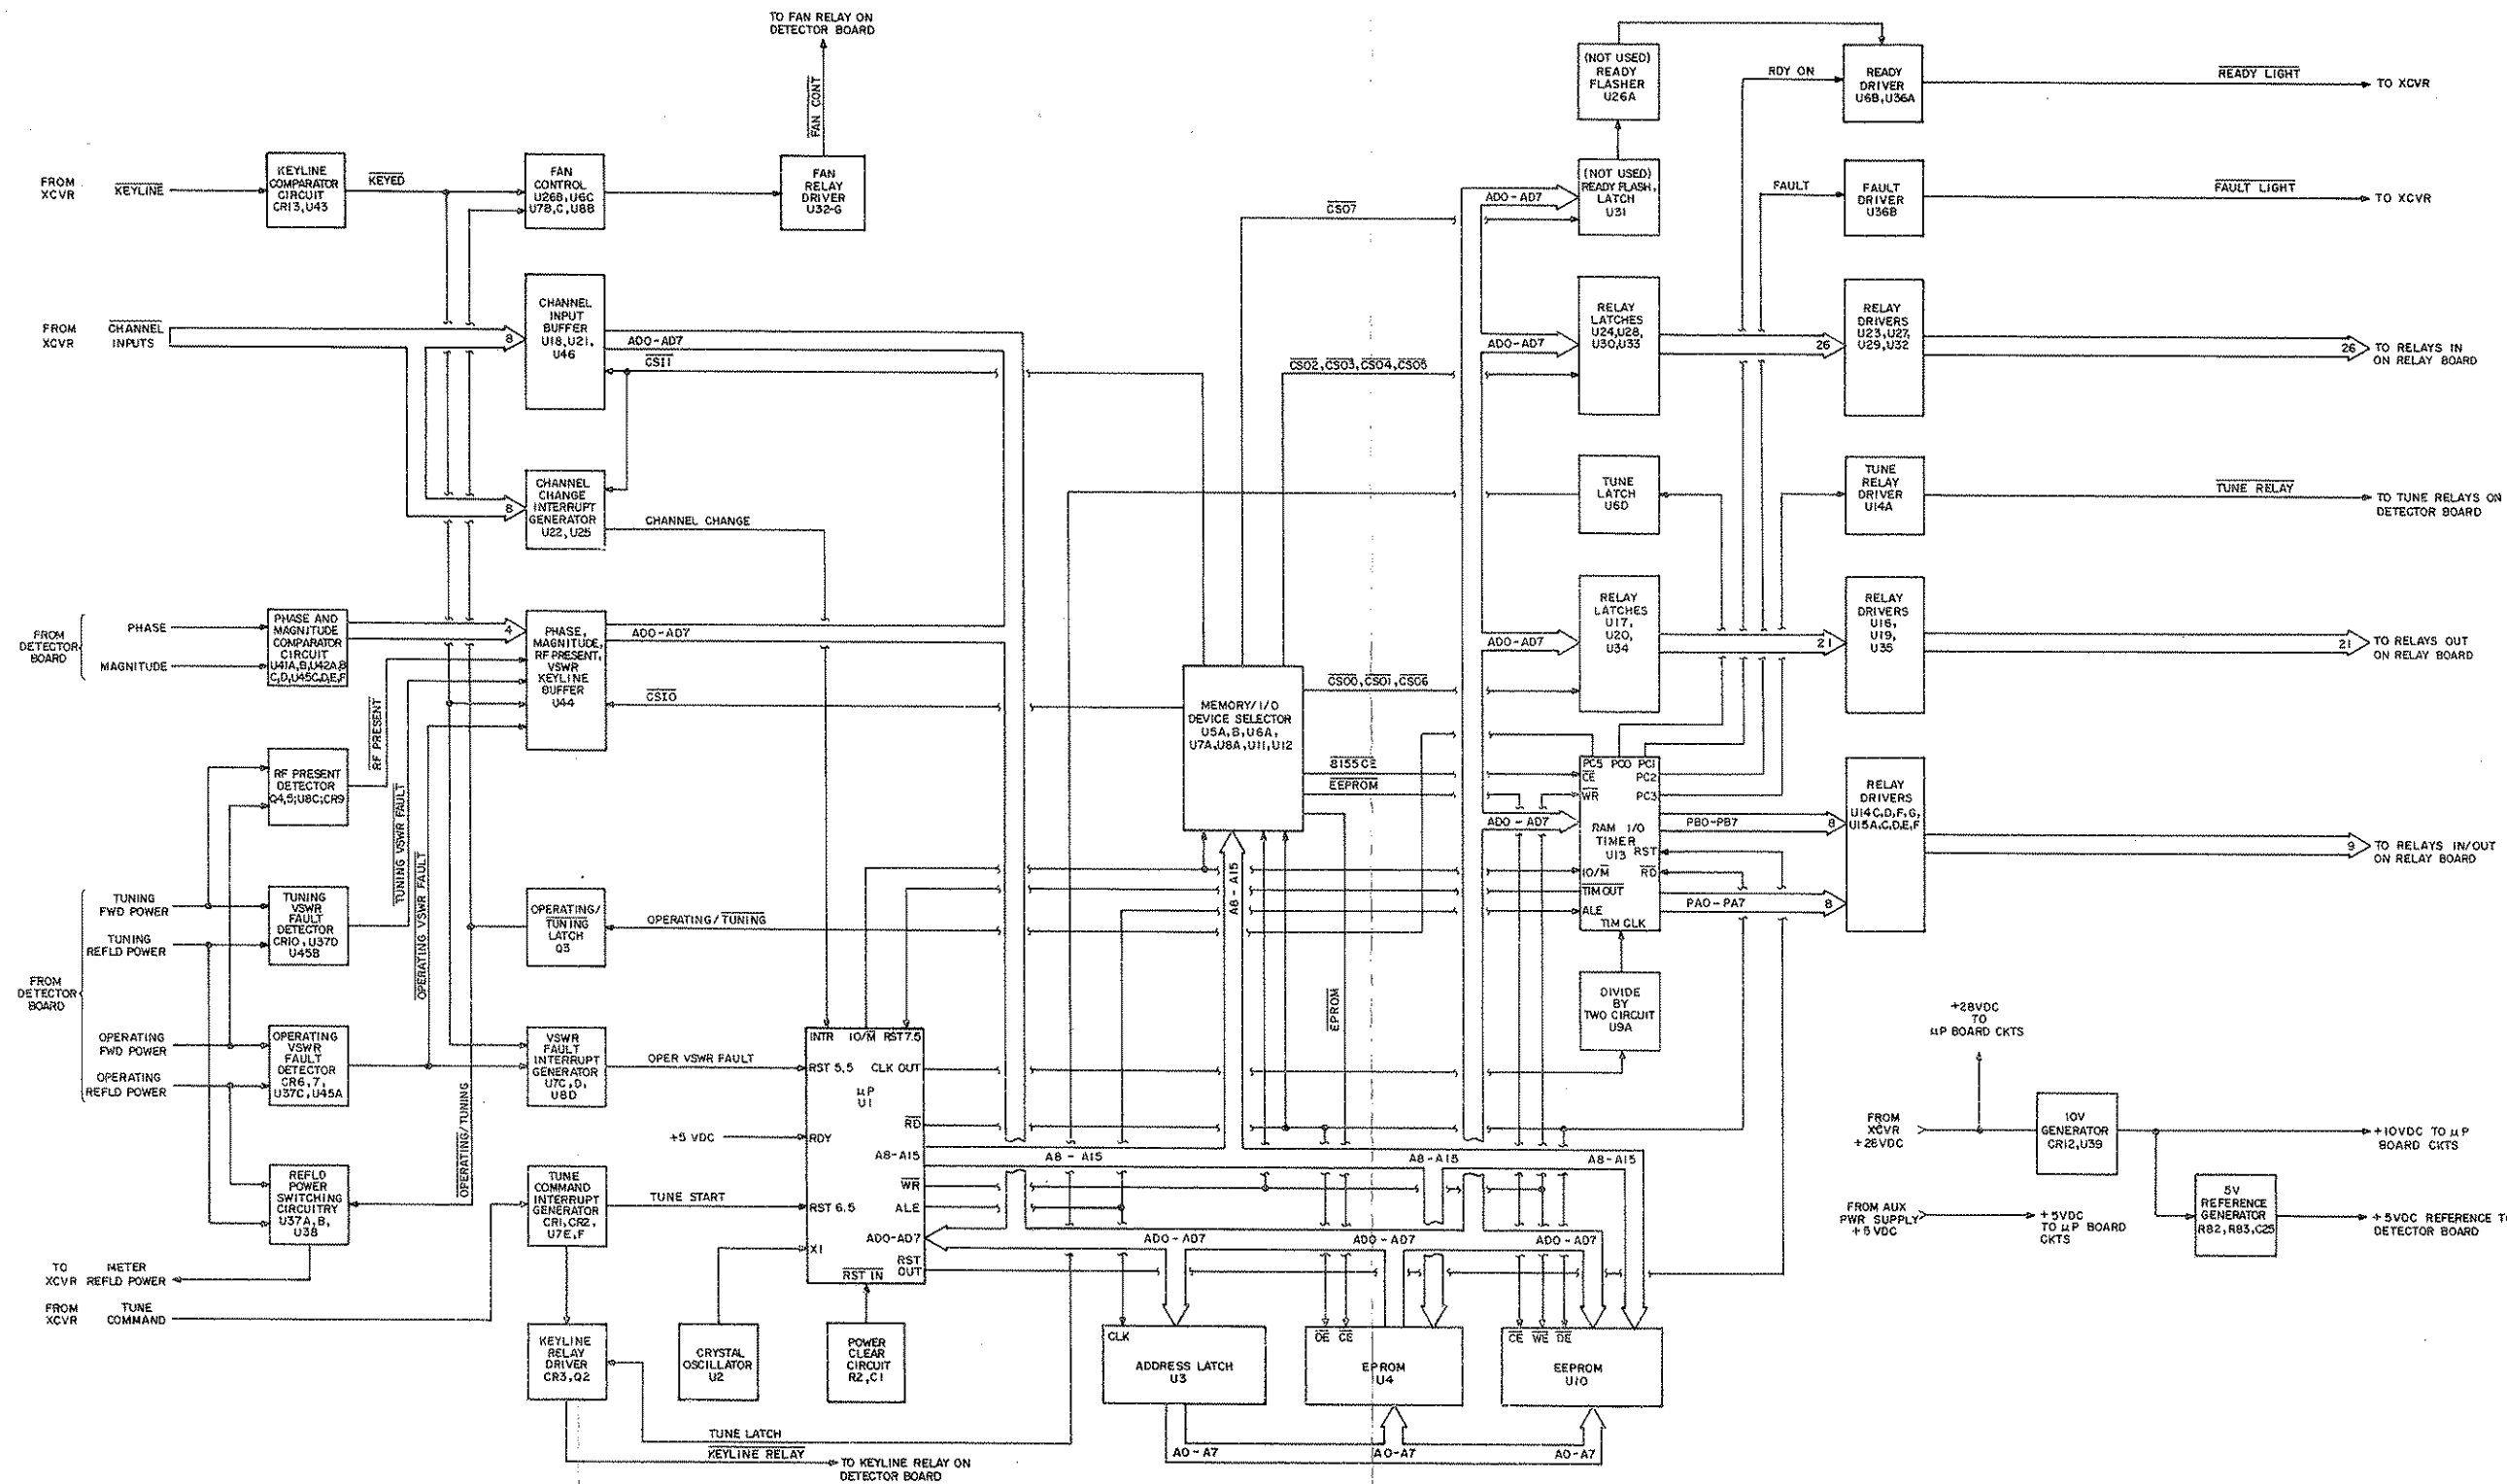 TO FAN RELAY ON
DETECTOR BOARD
FAN CONT
FROM
XCVR
KEYLINE
KEYLINE
COMPARATOR
CIRCUIT
CR13,U43
KEYED
FAN
CONTROL
U26B,U6C
U7B,C,U8B
FAN
RELAY
DRIVER
U32-G
(NOT USED)
READY
FLASHER
U26A
RDY ON
READY
DRIVER
U6B,U36A
READY LIGHT
TO XCVR
(NOT USED)
READY FLASH,
LATCH
U31
AD0-AD7
CS07
FAULT
FAULT
DRIVER
U36B
FAULT LIGHT
TO XCVR
FROM
XCVR
CHANNEL
INPUTS
8
CHANNEL
INPUT
BUFFER
U18,U21,
U46
AD0-AD7
CSI1
CS02,CS03,CS04,CS05
AD0-AD7
RELAY
LATCHES
U24,U28,
U30,U33
26
RELAY
DRIVERS
U23,U27,
U29,U32
26
TO RELAYS IN
ON RELAY BOARD
8
CHANNEL
CHANGE
INTERRUPT
GENERATOR
U22,U25
CHANNEL CHANGE
TUNE
LATCH
U6D
TUNE
RELAY
DRIVER
U14A
TUNE RELAY
TO TUNE RELAYS ON
DETECTOR BOARD
FROM
DETECTOR
BOARD
PHASE
MAGNITUDE
PHASE AND
MAGNITUDE
COMPARATOR
CIRCUIT
U41A,B,U42A,B
C,D,U45C,D,E,F
4
PHASE,
MAGNITUDE,
RF PRESENT,
VSWR
KEYLINE
BUFFER
U44
AD0-AD7
CSI0
MEMORY/I/O
DEVICE SELECTOR
U5A,B,U6A,
U7A,U8A,U11,U12
CS00,CS01,CS06
8155CE
EEPROM
AD0-AD7
RELAY
LATCHES
U17,
U20,
U34
21
RELAY
DRIVERS
U16,
U19,
U35
21
TO RELAYS OUT
ON RELAY BOARD
RF PRESENT
TUNING VSWR FAULT
OPERATING VSWR FAULT
RF PRESENT
DETECTOR
Q4,5;U8C;CR9
AD0 - AD7
PC5 PC0 PC1
CE
PC2
WR
PC3
RAM I/O
TIMER
U13
RST
IO/M
RD
TIM OUT
ALE
TIM CLK
PB0-PB7
8
PA0-PA7
8
RELAY
DRIVERS
U14C,D,F,G,
U15A,C,D,E,F
9
TO RELAYS IN/OUT
ON RELAY BOARD
FROM
DETECTOR
BOARD
TUNING
FWD POWER
TUNING
REFLD POWER
TUNING
VSWR
FAULT
DETECTOR
CR10,U37D
U45B
OPERATING/
TUNING
LATCH
Q3
OPERATING/TUNING
A8 - A15
EPROM
DIVIDE
BY
TWO CIRCUIT
U9A
OPERATING
FWD POWER
OPERATING
REFLD POWER
OPERATING
VSWR
FAULT
DETECTOR
CR6,7,
U37C,U45A
VSWR
FAULT
INTERRUPT
GENERATOR
U7C,D,
U8D
OPER VSWR FAULT
INTR IO/M RST7.5
RST 5.5
CLK OUT
μP
U1
RD
+5 VDC
RDY
A8-A15
WR
RST 6.5
ALE
AD0-AD7
X1
RST
OUT
RST IN
A8 - A15
A8-A15
A8-A15
+28VDC
TO
μP BOARD CKTS
FROM
XCVR
+28VDC
10V
GENERATOR
CR12,U39
+10VDC TO μP
BOARD CKTS
OPERATING/TUNING
REFLD
POWER
SWITCHING
CIRCUITRY
U37A,B,
U38
TUNE
COMMAND
INTERRUPT
GENERATOR
CR1,CR2,
U7E,F
TUNE START
AD0 - AD7
AD0 - AD7
AD0-AD7
FROM AUX
PWR SUPPLY
+5VDC
+5VDC
TO μP BOARD
CKTS
5V
REFERENCE
GENERATOR
R82,R83,C25
+5VDC REFERENCE TO
DETECTOR BOARD
TO METER
XCVR REFLD POWER
FROM TUNE
XCVR COMMAND
KEYLINE
RELAY
DRIVER
CR3,Q2
CRYSTAL
OSCILLATOR
U2
POWER
CLEAR
CIRCUIT
R2,C1
CLK
ADDRESS LATCH
U3
OE CE
EPROM
U4
CE WE OE
EEPROM
U10
TUNE LATCH
KEYLINE RELAY
TO KEYLINE RELAY ON
DETECTOR BOARD
A0-A7
A0-A7
A0-A7